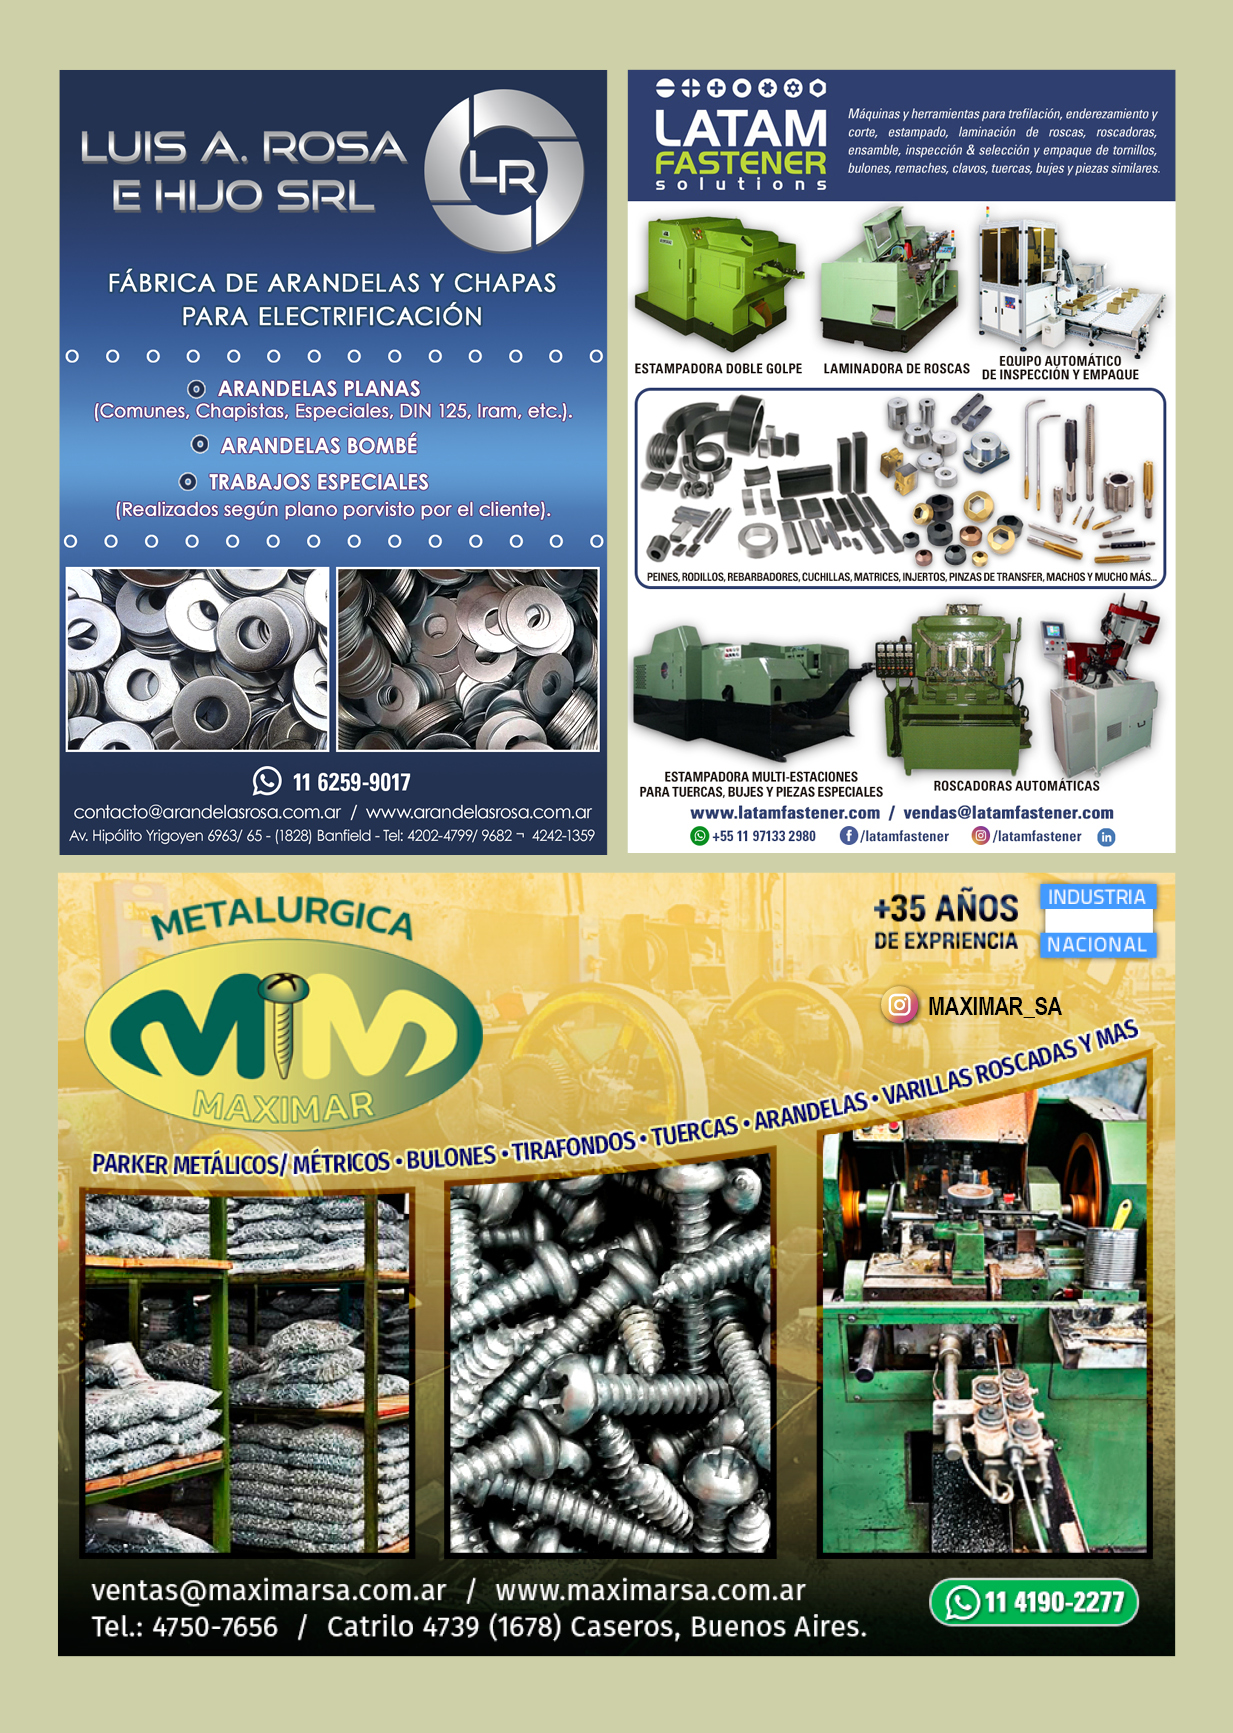 LUIS A. ROSA
E HIJO SRL
LR
FÁBRICA DE ARANDELAS Y CHAPAS
PARA ELECTRIFICACIÓN
ARANDELAS PLANAS
(Comunes, Chapistas, Especiales, DIN 125, Iram, etc.).
ARANDELAS BOMBÉ
TRABAJOS ESPECIALES
(Realizados según plano porvisto por el cliente).
11 6259-9017
contacto@arandelasrosa.com.ar / www.arandelasrosa.com.ar
Av. Hipólito Yrigoyen 6963/ 65 - (1828) Banfield - Tel: 4202-4799/ 9682 ¬ 4242-1359
LATAM
FASTENER
solutions
Máquinas y herramientas para trefilación, enderezamiento y
corte, estampado, laminación de roscas, roscadoras,
ensamble, inspección & selección y empaque de tornillos,
bulones, remaches, clavos, tuercas, bujes y piezas similares.
ESTAMPADORA DOBLE GOLPE
LAMINADORA DE ROSCAS
EQUIPO AUTOMÁTICO
DE INSPECCIÓN Y EMPAQUE
PEINES, RODILLOS, REBARBADORES, CUCHILLAS, MATRICES, INJERTOS, PINZAS DE TRANSFER, MACHOS Y MUCHO MÁS...
ESTAMPADORA MULTI-ESTACIONES
PARA TUERCAS, BUJES Y PIEZAS ESPECIALES
ROSCADORAS AUTOMÁTICAS
www.latamfastener.com / vendas@latamfastener.com
+55 11 97133 2980 /latamfastener /latamfastener
METALURGICA
MM
MAXIMAR
+35 AÑOS
DE EXPRIENCIA
INDUSTRIA
NACIONAL
MAXIMAR_SA
PARKER METÁLICOS/ MÉTRICOS • BULONES • TIRAFONDOS • TUERCAS • ARANDELAS • VARILLAS ROSCADAS Y MAS
ventas@maximarsa.com.ar / www.maximarsa.com.ar
Tel.: 4750-7656 / Catrilo 4739 (1678) Caseros, Buenos Aires.
11 4190-2277